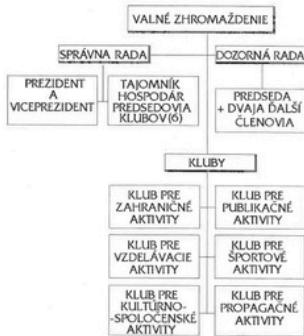 VALNÉ ZHROMAŽDENIE
SPRÁVNA RADA
DOZORNÁ RADA
PREZIDENT
A
VICEPREZIDENT
TAJOMNÍK
HOSPODÁR
PREDSEDOVIA
KLUBOV (6)
PREDSEDA
+ DVAJA ĎALŠÍ
ČLENOVIA
KLUBY
KLUB PRE
ZAHRANIČNÉ
AKTIVITY
KLUB PRE
PUBLIKAČNÉ
AKTIVITY
KLUB PRE
VZDELÁVACIE
AKTIVITY
KLUB PRE
ŠPORTOVÉ
AKTIVITY
KLUB PRE
KULTÚRNO-
-SPOLOČENSKÉ
AKTIVITY
KLUB PRE
PROPAGAČNÉ
AKTIVITY